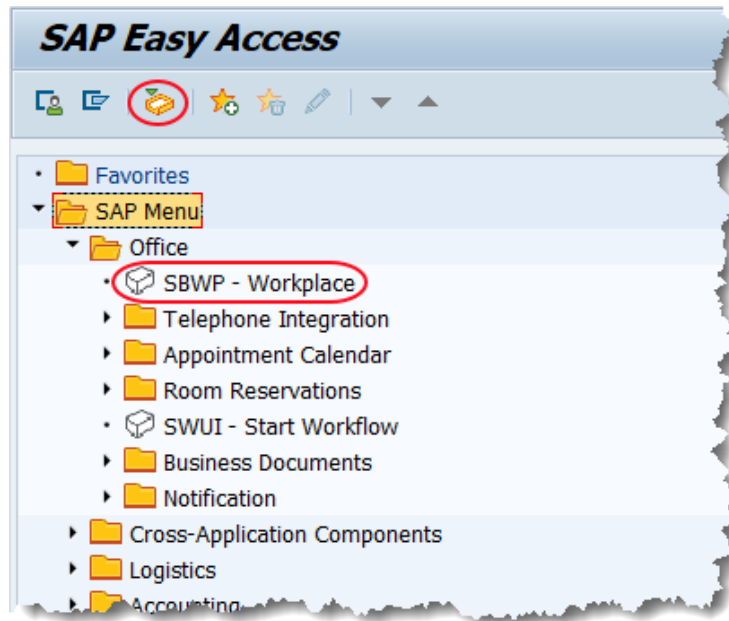 SAP Easy Access
Favorites
SAP Menu
Office
SBWP - Workplace
Telephone Integration
Appointment Calendar
Room Reservations
SWUI - Start Workflow
Business Documents
Notification
Cross-Application Components
Logistics
Accounting